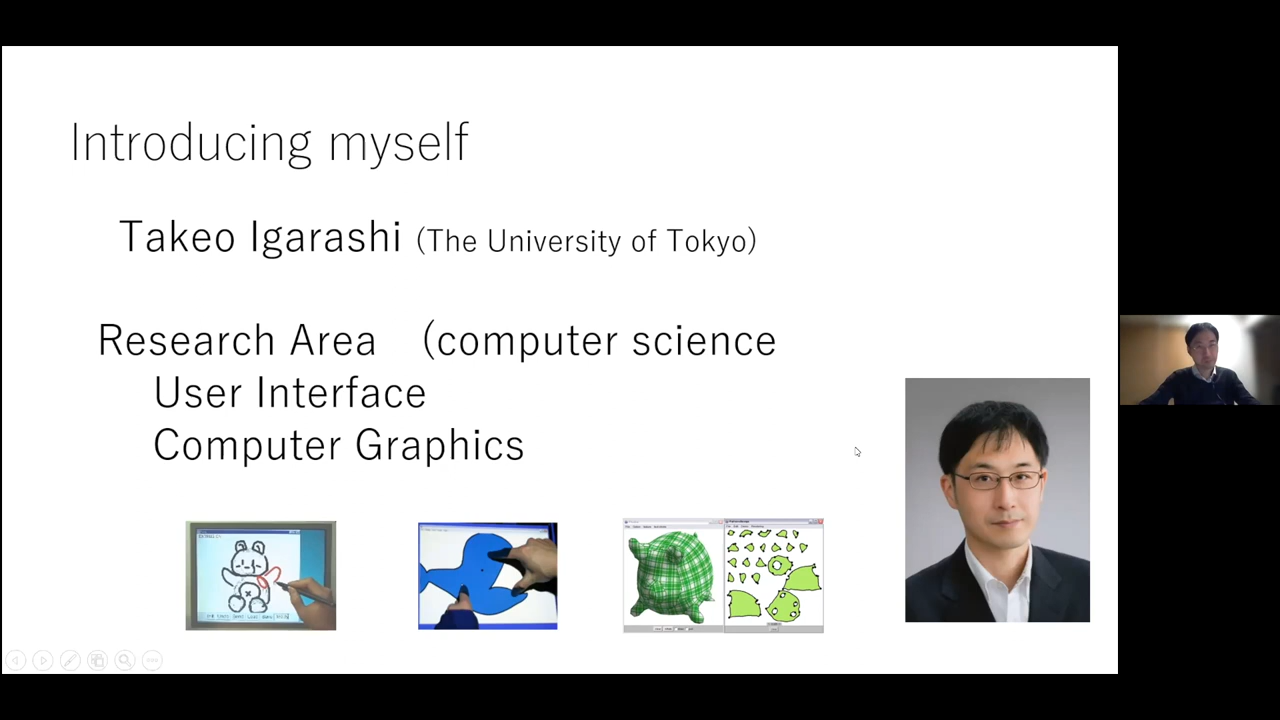 Introducing myself
Takeo Igarashi (The University of Tokyo)
Research Area (computer science
User Interface
Computer Graphics